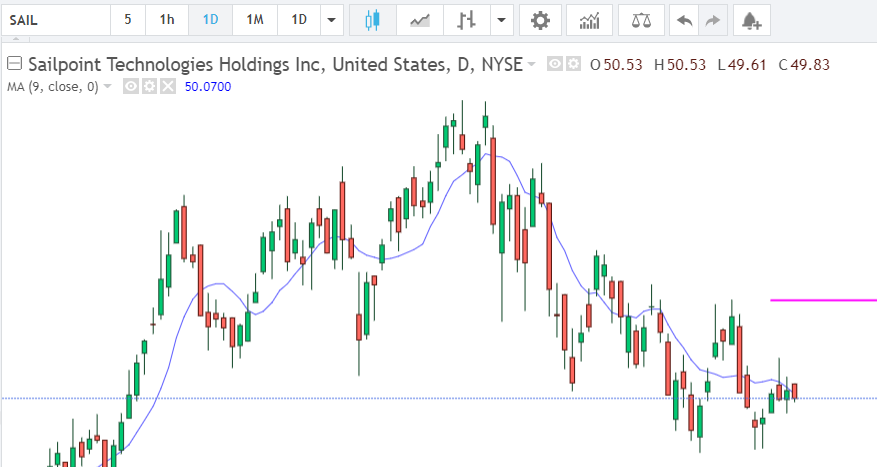 SAIL 5 1h 1D 1M 1D
Sailpoint Technologies Holdings Inc, United States, D, NYSE O50.53 H50.53 L49.61 C49.83
MA (9, close, 0) 50.0700